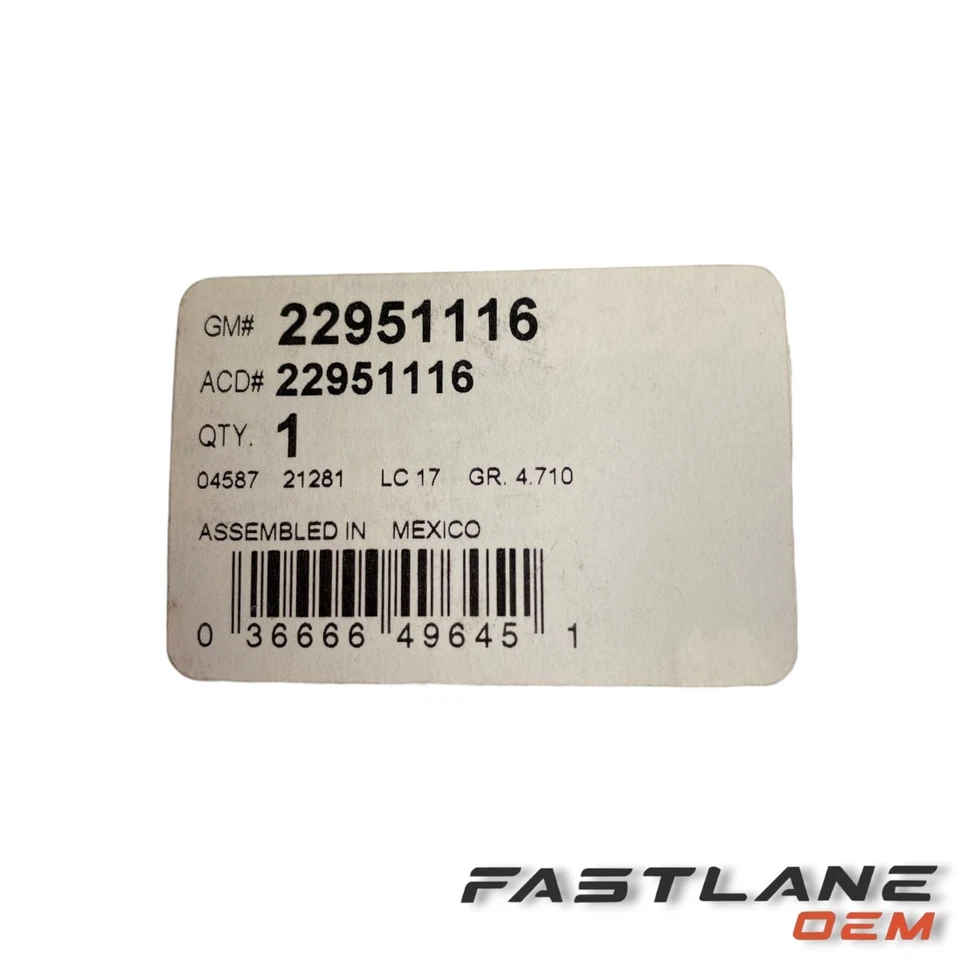 GM# 22951116
ACD# 22951116
QTY. 1
04587 21281 LC 17 GR. 4.710
ASSEMBLED IN MEXICO
0 36666 49645 1
FASTLANE
OEM